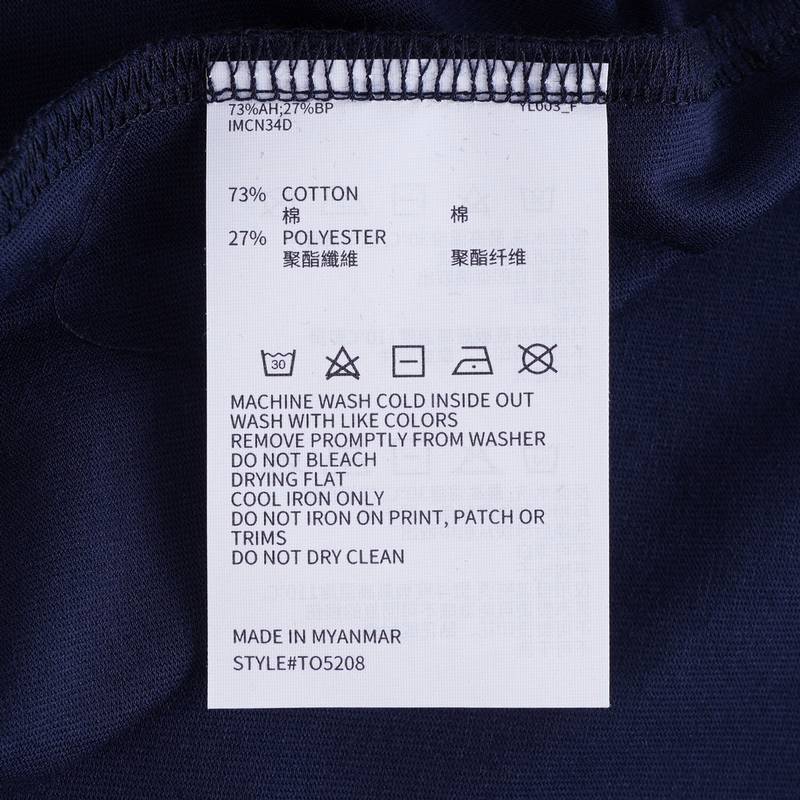 73%AH;27%BP YL003_F
IMCN34D
73% COTTON
棉 棉
27% POLYESTER
聚酯纖維 聚酯纤维
30
MACHINE WASH COLD INSIDE OUT
WASH WITH LIKE COLORS
REMOVE PROMPTLY FROM WASHER
DO NOT BLEACH
DRYING FLAT
COOL IRON ONLY
DO NOT IRON ON PRINT, PATCH OR
TRIMS
DO NOT DRY CLEAN
MADE IN MYANMAR
STYLE#TO5208